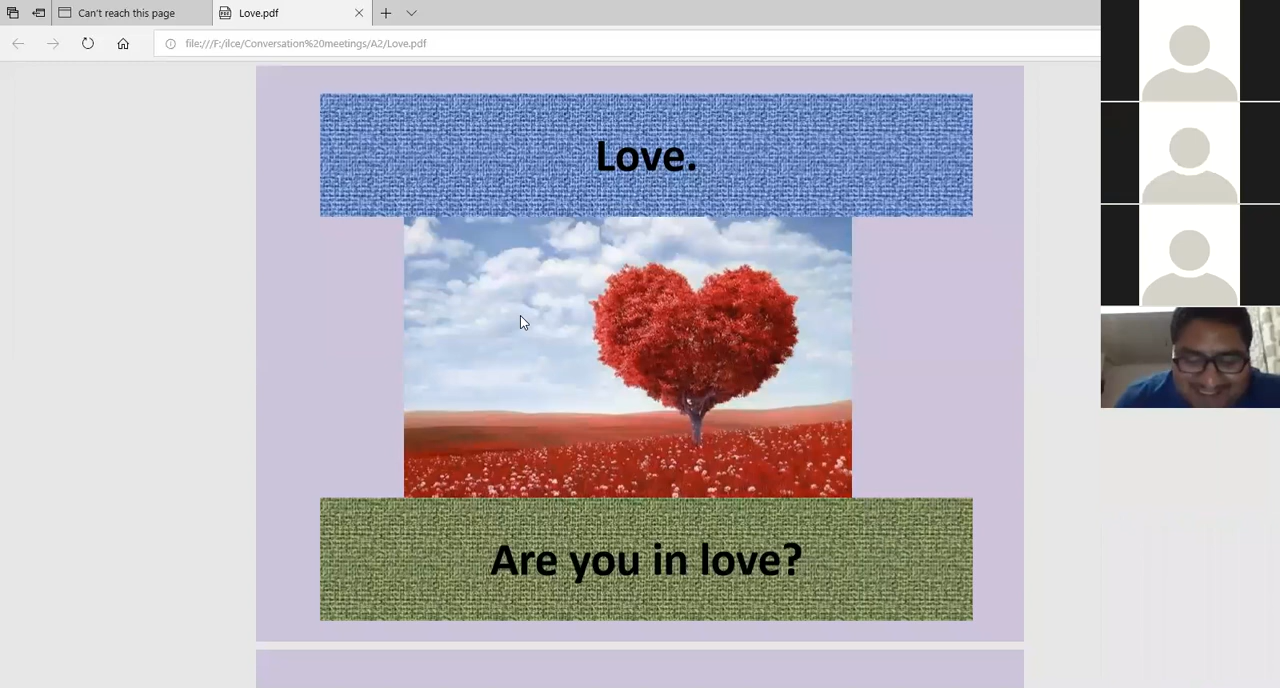 Can't reach this page
Love.pdf
file:///F:/ilce/Conversation%20meetings/A2/Love.pdf
Love.
Are you in love?